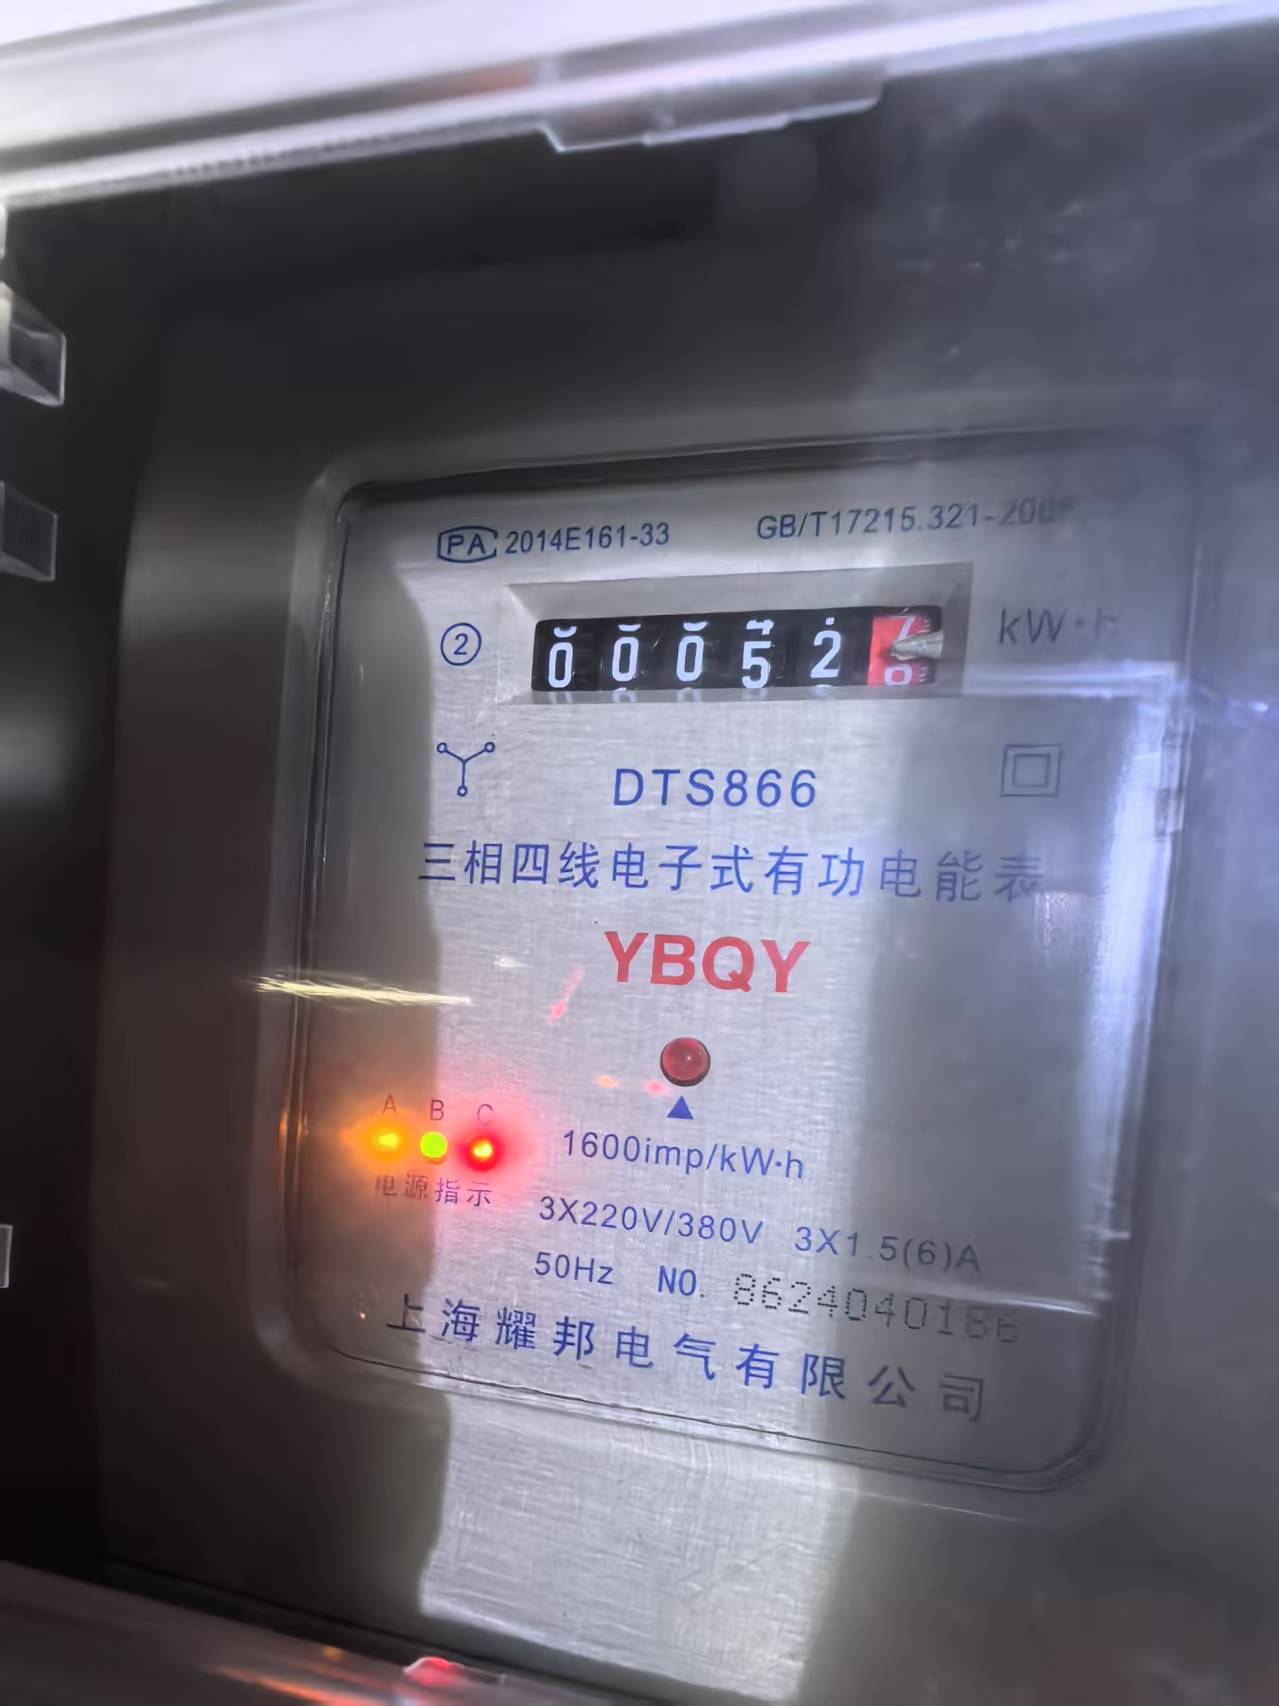 PA 2014E161-33 GB/T17215.321-200
② 00052 kW·h
DTS866
三相四线电子式有功电能表
YBQY
A B C
电源指示
1600imp/kW·h
3X220V/380V 3X1.5(6)A
50Hz NO. 8624040186
上海耀邦电气有限公司